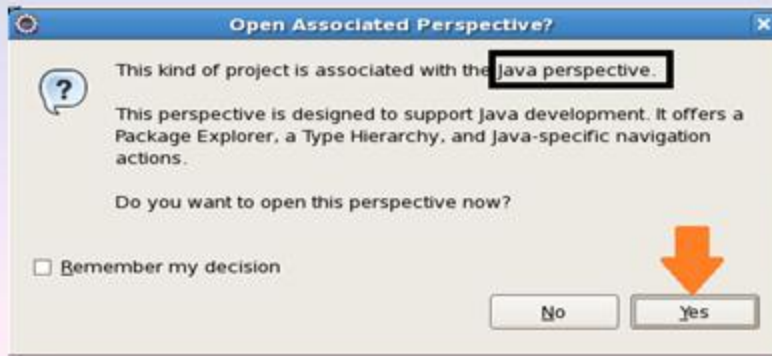 Open Associated Perspective?
This kind of project is associated with the Java perspective.
This perspective is designed to support Java development. It offers a
Package Explorer, a Type Hierarchy, and Java-specific navigation
actions.
Do you want to open this perspective now?
Remember my decision
No
Yes